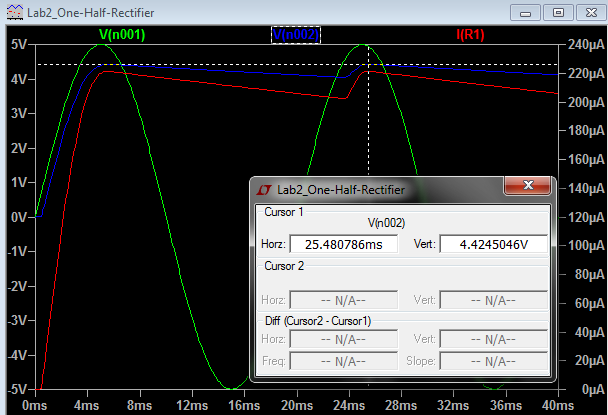 Lab2_One-Half-Rectifier
V(n001) V(n002) I(R1)
5V 240µA
4V 220µA
3V 200µA
2V 180µA
1V 160µA
0V 140µA
-1V 120µA
-2V 100µA
-3V 80µA
-4V 60µA
-5V 40µA
20µA
0µA
0ms 4ms 8ms 12ms 16ms 20ms 24ms 28ms 32ms 36ms 40ms
Lab2_One-Half-Rectifier
Cursor 1
V(n002)
Horz: 25.480786ms Vert: 4.4245046V
Cursor 2
Horz: -- N/A-- Vert: -- N/A--
Diff (Cursor2 - Cursor1)
Horz: -- N/A-- Vert: -- N/A--
Freq: -- N/A-- Slope: -- N/A--